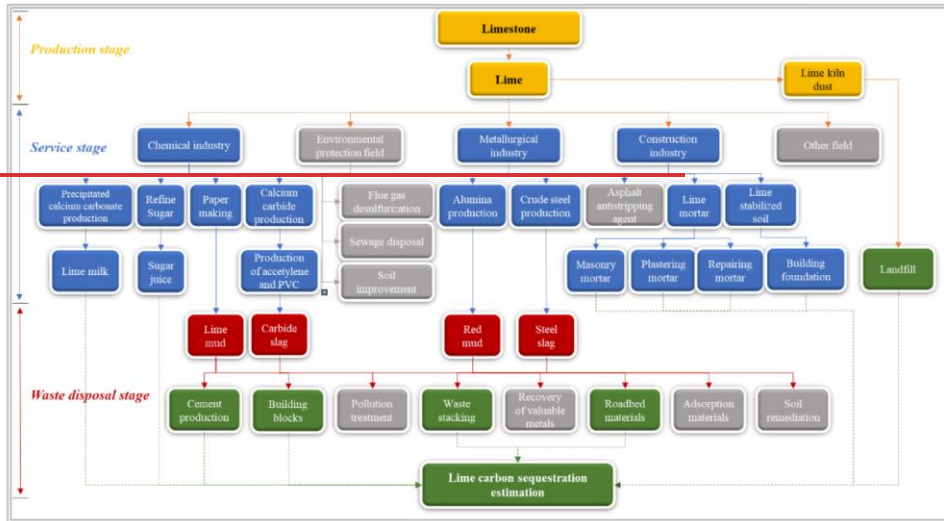 Limestone
Production stage
Lime
Lime kiln
dust
Service stage
Chemical industry
Environmental
protection field
Metallurgical
industry
Construction
industry
Other field
Precipitated
calcium carbonate
production
Refine
Sugar
Paper
making
Calcium
carbide
production
Flue gas
desulfurization
Alumina
production
Crude steel
production
Asphalt
antistripping
agent
Lime
mortar
Lime
stabilized
soil
Sewage disposal
Lime milk
Sugar
juice
Production
of accetylene
and PVC
Soil
improvement
Masonry
mortar
Plastering
mortar
Repairing
mortar
Building
foundation
Landfill
Lime
mud
Carbide
slag
Red
mud
Steel
slag
Waste disposal stage
Cement
production
Building
blocks
Pollution
treatment
Waste
stacking
Recovery
of valuable
metals
Roadbed
materials
Adsorption
materials
Soil
remediation
Lime carbon sequestration
estimation